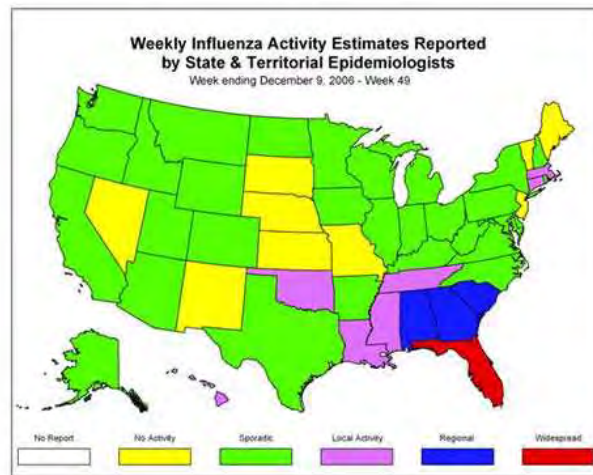 Weekly Influenza Activity Estimates Reported
by State & Territorial Epidemiologists
Week ending December 9, 2006 - Week 49
No Report
No Activity
Sporadic
Local Activity
Regional
Widespread